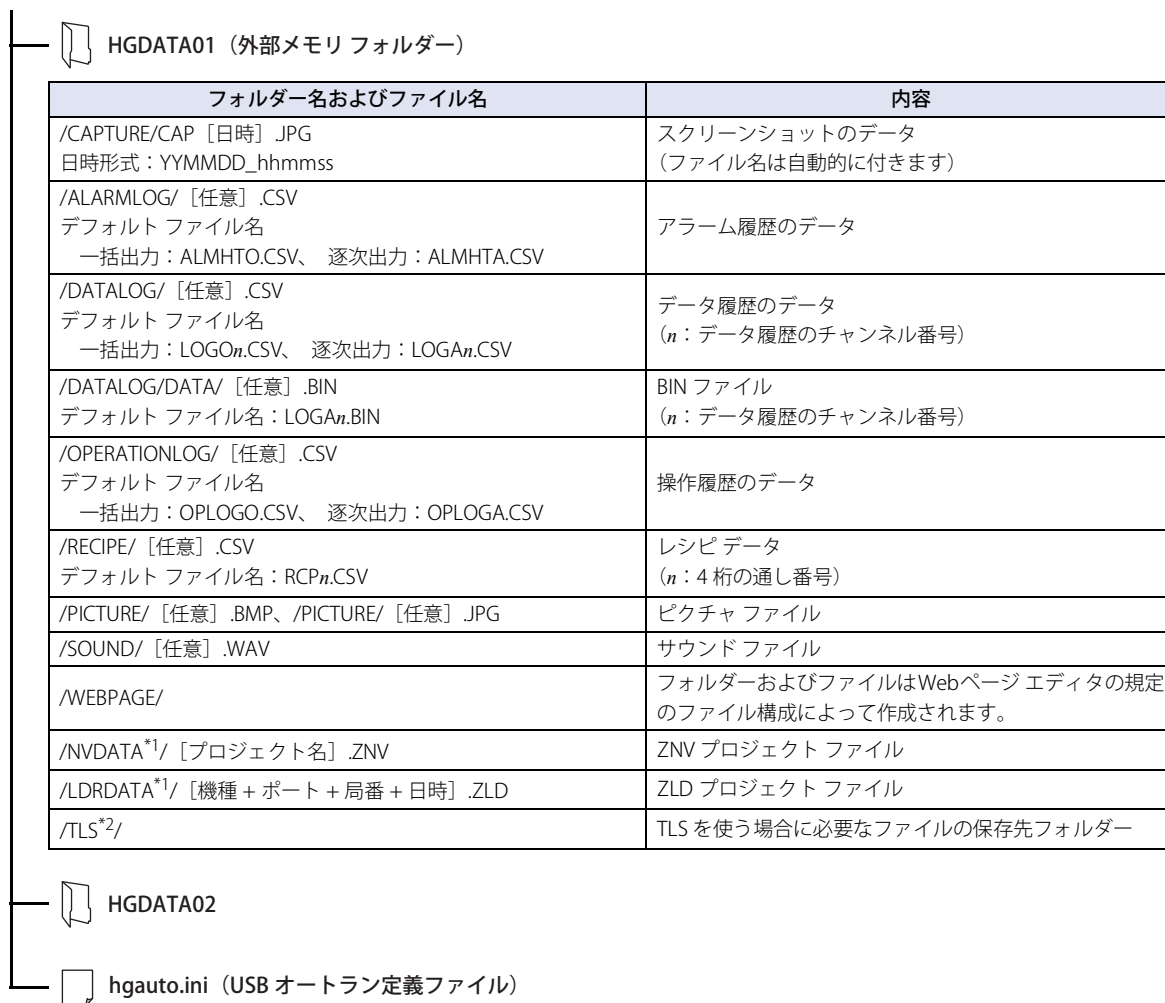 HGDATA01（外部メモリ フォルダー）
フォルダー名およびファイル名
内容
/CAPTURE/CAP［日時］.JPG
日時形式：YYMMDD_hhmmss
スクリーンショットのデータ
（ファイル名は自動的に付きます）
/ALARMLOG/［任意］.CSV
デフォルト ファイル名
一括出力：ALMHTO.CSV、 逐次出力：ALMHTA.CSV
アラーム履歴のデータ
/DATALOG/［任意］.CSV
デフォルト ファイル名
一括出力：LOGOn.CSV、 逐次出力：LOGAn.CSV
データ履歴のデータ
（n：データ履歴のチャンネル番号）
/DATALOG/DATA/［任意］.BIN
デフォルト ファイル名：LOGAn.BIN
BIN ファイル
（n：データ履歴のチャンネル番号）
/OPERATIONLOG/［任意］.CSV
デフォルト ファイル名
一括出力：OPLOGO.CSV、 逐次出力：OPLOGA.CSV
操作履歴のデータ
/RECIPE/［任意］.CSV
デフォルト ファイル名：RCPn.CSV
レシピ データ
（n：4 桁の通し番号）
/PICTURE/［任意］.BMP、/PICTURE/［任意］.JPG
ピクチャ ファイル
/SOUND/［任意］.WAV
サウンド ファイル
/WEBPAGE/
フォルダーおよびファイルはWebページ エディタの規定
のファイル構成によって作成されます。
/NVDATA*1/［プロジェクト名］.ZNV
ZNV プロジェクト ファイル
/LDRDATA*1/［機種 + ポート + 局番 + 日時］.ZLD
ZLD プロジェクト ファイル
/TLS*2/
TLS を使う場合に必要なファイルの保存先フォルダー
HGDATA02
hgauto.ini（USB オートラン定義ファイル）